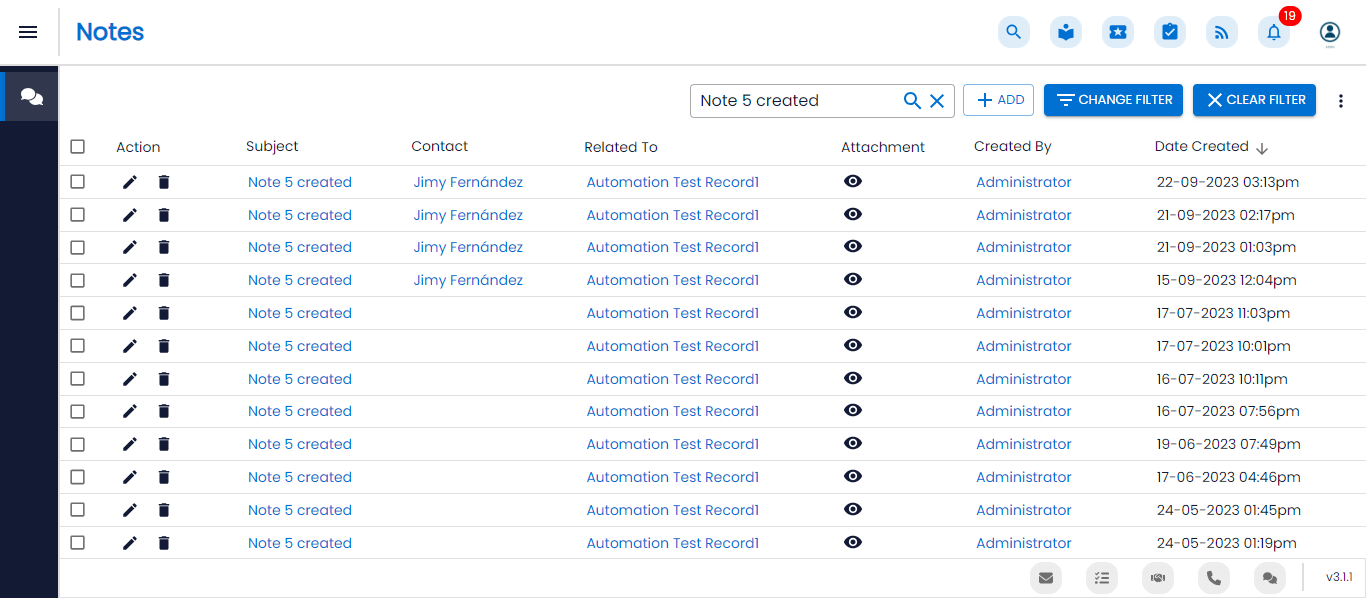 Notes
19
Note 5 created
ADD
CHANGE FILTER
CLEAR FILTER
Action Subject Contact Related To Attachment Created By Date Created
Note 5 created Jimy Fernández Automation Test Record1 Administrator 22-09-2023 03:13pm
Note 5 created Jimy Fernández Automation Test Record1 Administrator 21-09-2023 02:17pm
Note 5 created Jimy Fernández Automation Test Record1 Administrator 21-09-2023 01:03pm
Note 5 created Jimy Fernández Automation Test Record1 Administrator 15-09-2023 12:04pm
Note 5 created Automation Test Record1 Administrator 17-07-2023 11:03pm
Note 5 created Automation Test Record1 Administrator 17-07-2023 10:01pm
Note 5 created Automation Test Record1 Administrator 16-07-2023 10:11pm
Note 5 created Automation Test Record1 Administrator 16-07-2023 07:56pm
Note 5 created Automation Test Record1 Administrator 19-06-2023 07:49pm
Note 5 created Automation Test Record1 Administrator 17-06-2023 04:46pm
Note 5 created Automation Test Record1 Administrator 24-05-2023 01:45pm
Note 5 created Automation Test Record1 Administrator 24-05-2023 01:19pm
v3.1.1